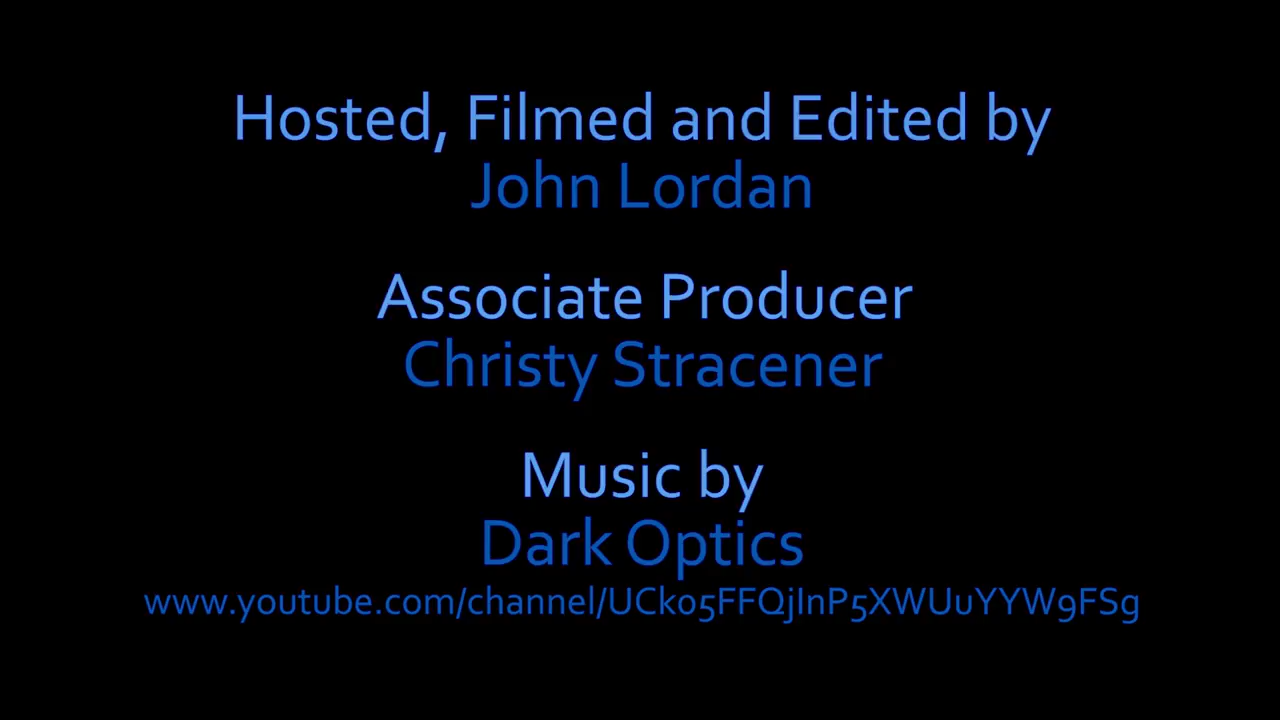 Hosted, Filmed and Edited by
John Lordan
Associate Producer
Christy Stracener
Music by
Dark Optics
www.youtube.com/channel/UCko5FFQjInP5XWUuYYW9FSg